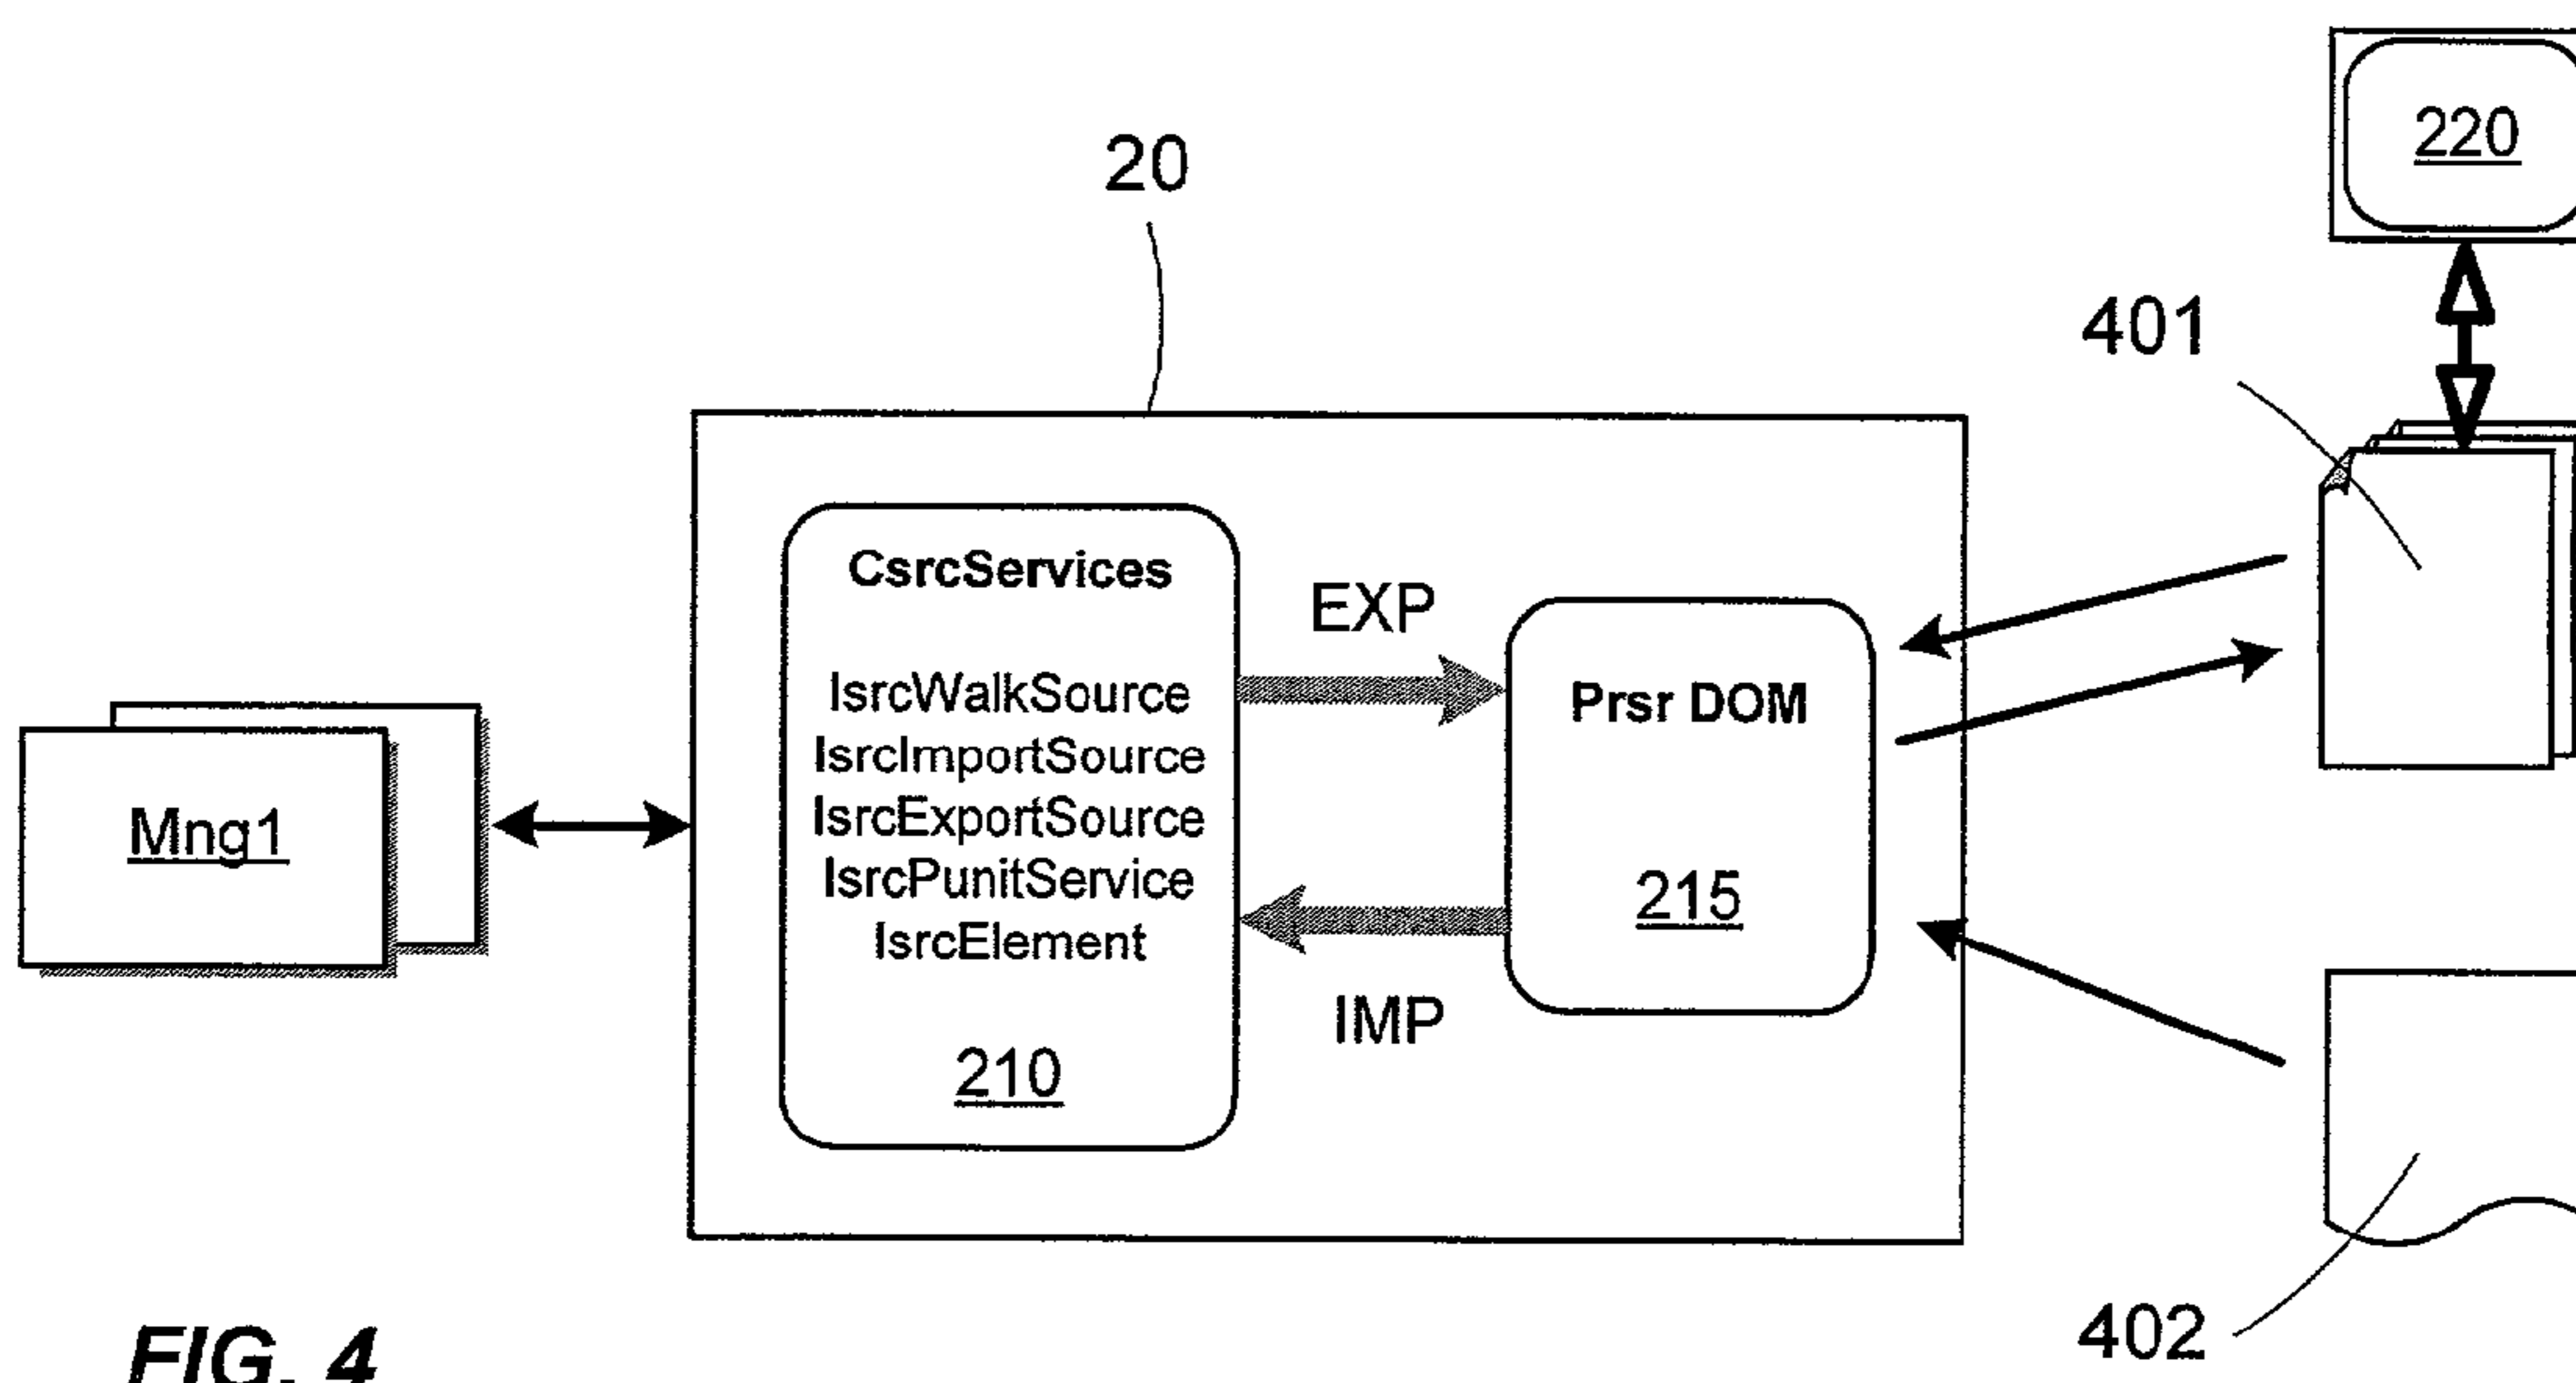 220
20
401
CsrcServices
EXP
IsrcWalkSource
IsrcImportSource
IsrcExportSource
IsrcPunitService
IsrcElement
Prsr DOM
215
Mng1
IMP
210
402
FIG. 4